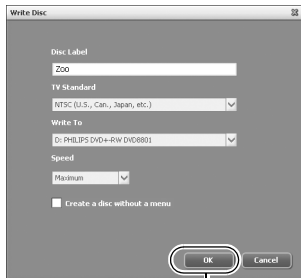 Write Disc
Disc Label
Zoo
TV Standard
NTSC (U.S., Can., Japan, etc.)
Write To
D: PHILIPS DVD+-RW DVD8801
Speed
Maximum
Create a disc without a menu
OK Cancel